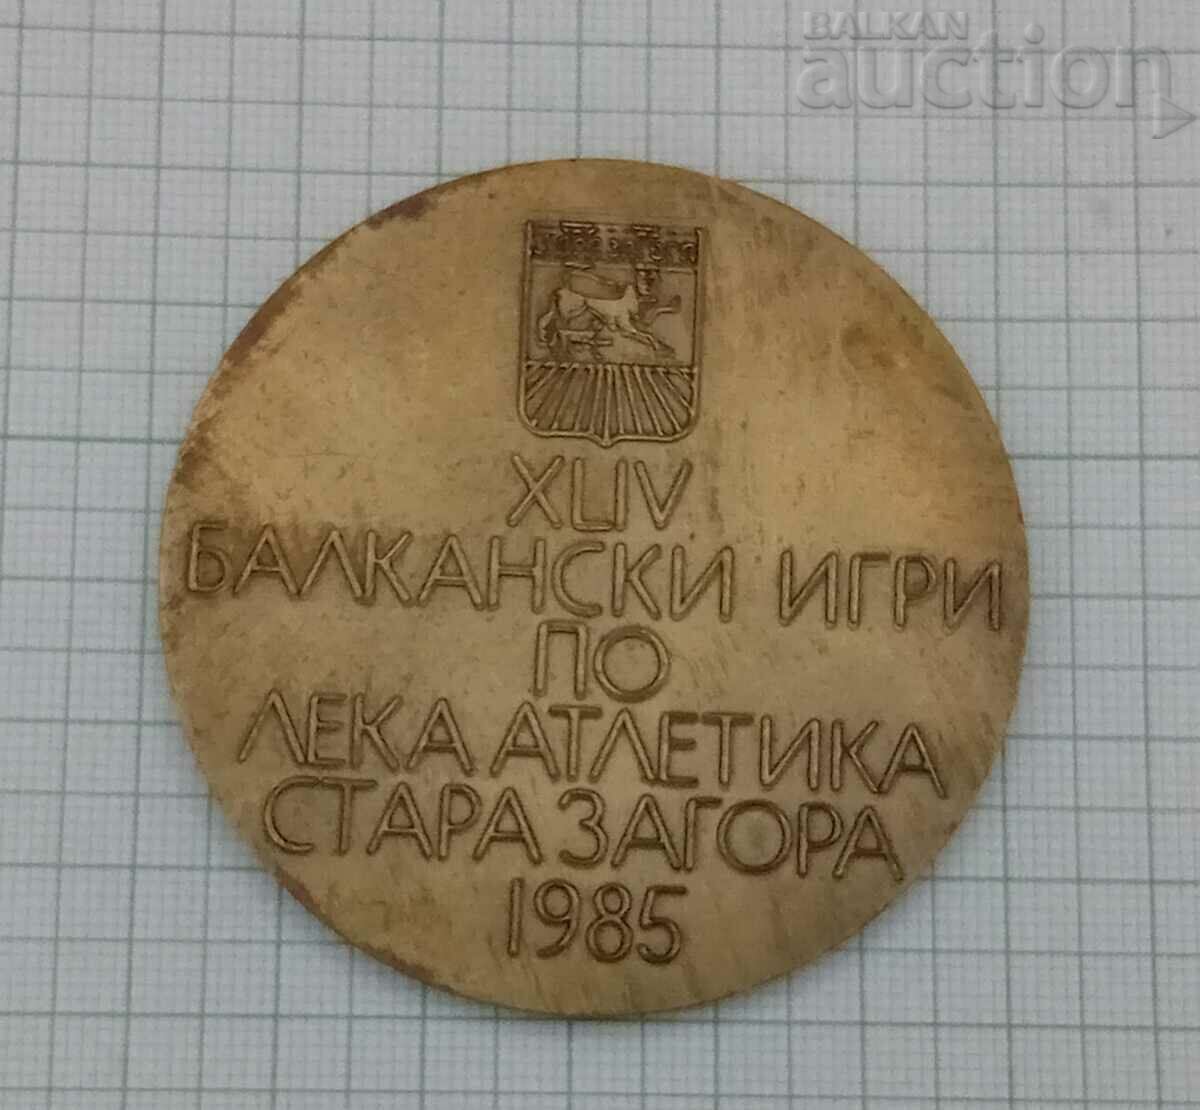 BALKAN
auction
XLIV
БАЛКАНСКИ ИГРИ
ПО
ЛЕКА АТЛЕТИКА
СТАРА ЗАГОРА
1985